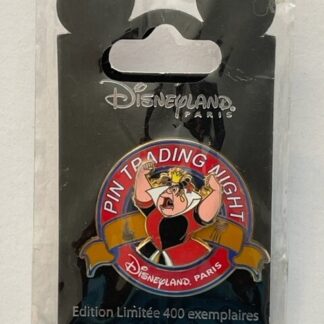 Disneyland
PARIS
PIN TRADING NIGHT
Disneyland PARIS
Edition Limitée 400 exemplaires